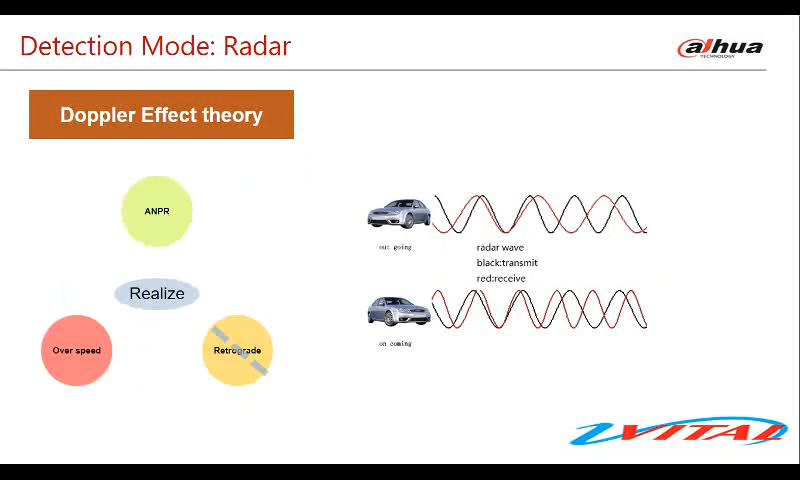 Detection Mode: Radar
alhua
TECHNOLOGY
Doppler Effect theory
ANPR
Realize
Over speed
Retrograde
out going
radar wave
black:transmit
red:receive
on coming
VITAL